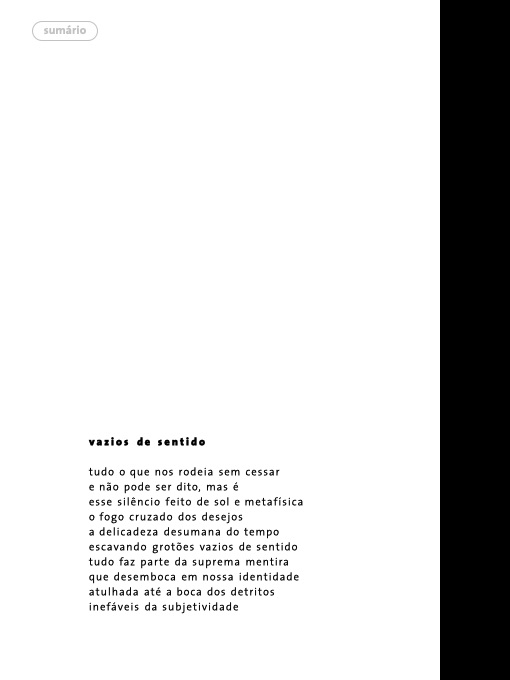 sumário
vazios de sentido
tudo o que nos rodeia sem cessar
e não pode ser dito, mas é
esse silêncio feito de sol e metafísica
o fogo cruzado dos desejos
a delicadeza desumana do tempo
escavando grotões vazios de sentido
tudo faz parte da suprema mentira
que desemboca em nossa identidade
atulhada até a boca dos detritos
inefáveis da subjetividade